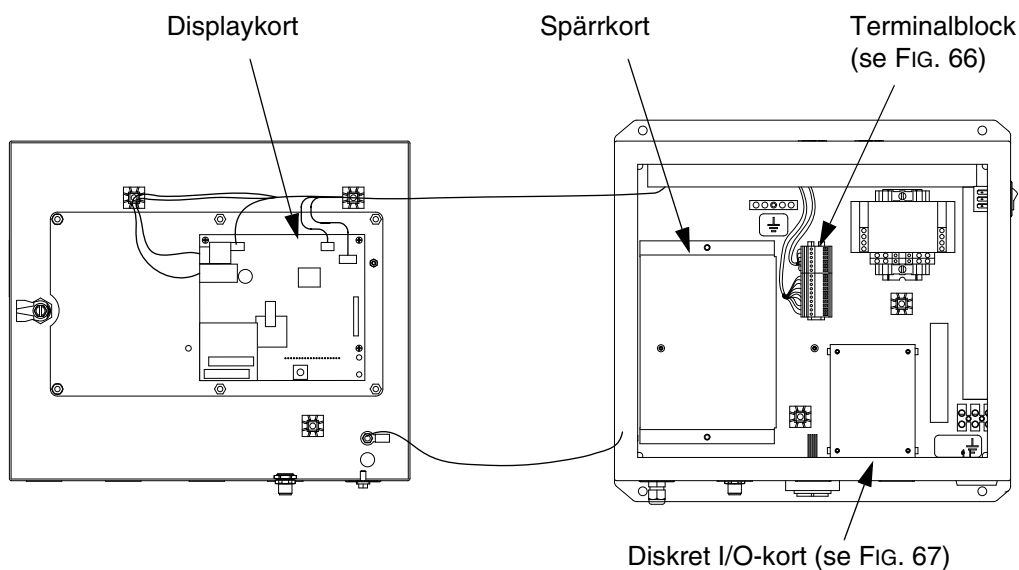 Displaykort
Spärrkort
Terminalblock
(se FIG. 66)
Diskret I/O-kort (se FIG. 67)